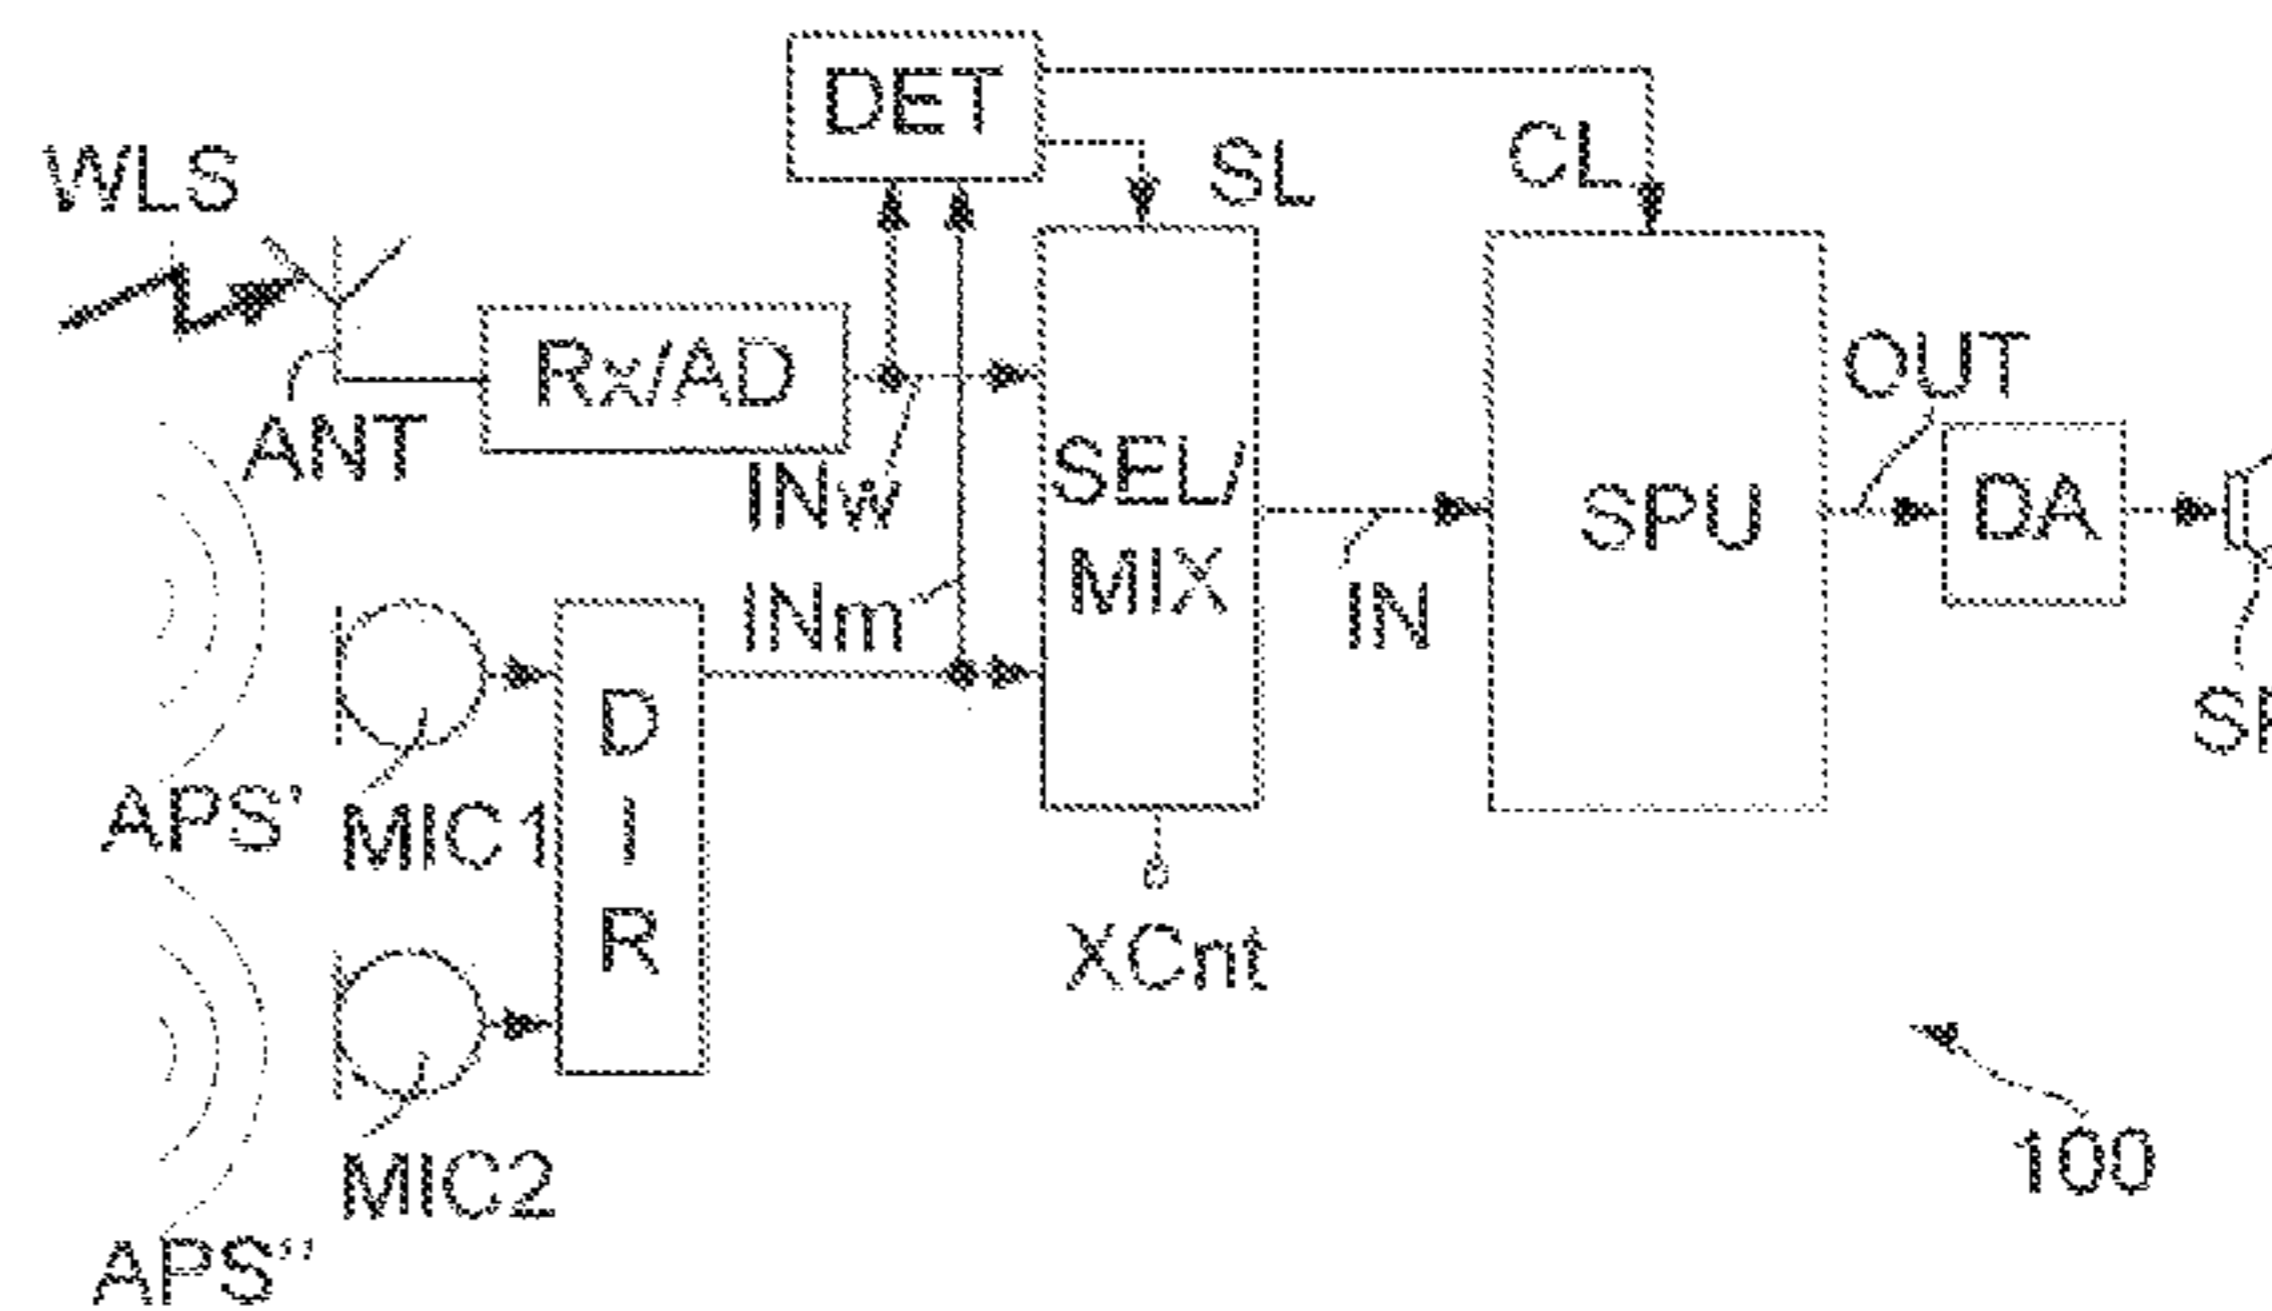 DET
WLS
SL
CL
Rx/AD
OUT
ANT
INw
SEL/
MIX
SPU
DA
INm
IN
D
I
R
APS'
MIC1
XCnt
MIC2
100
APS''